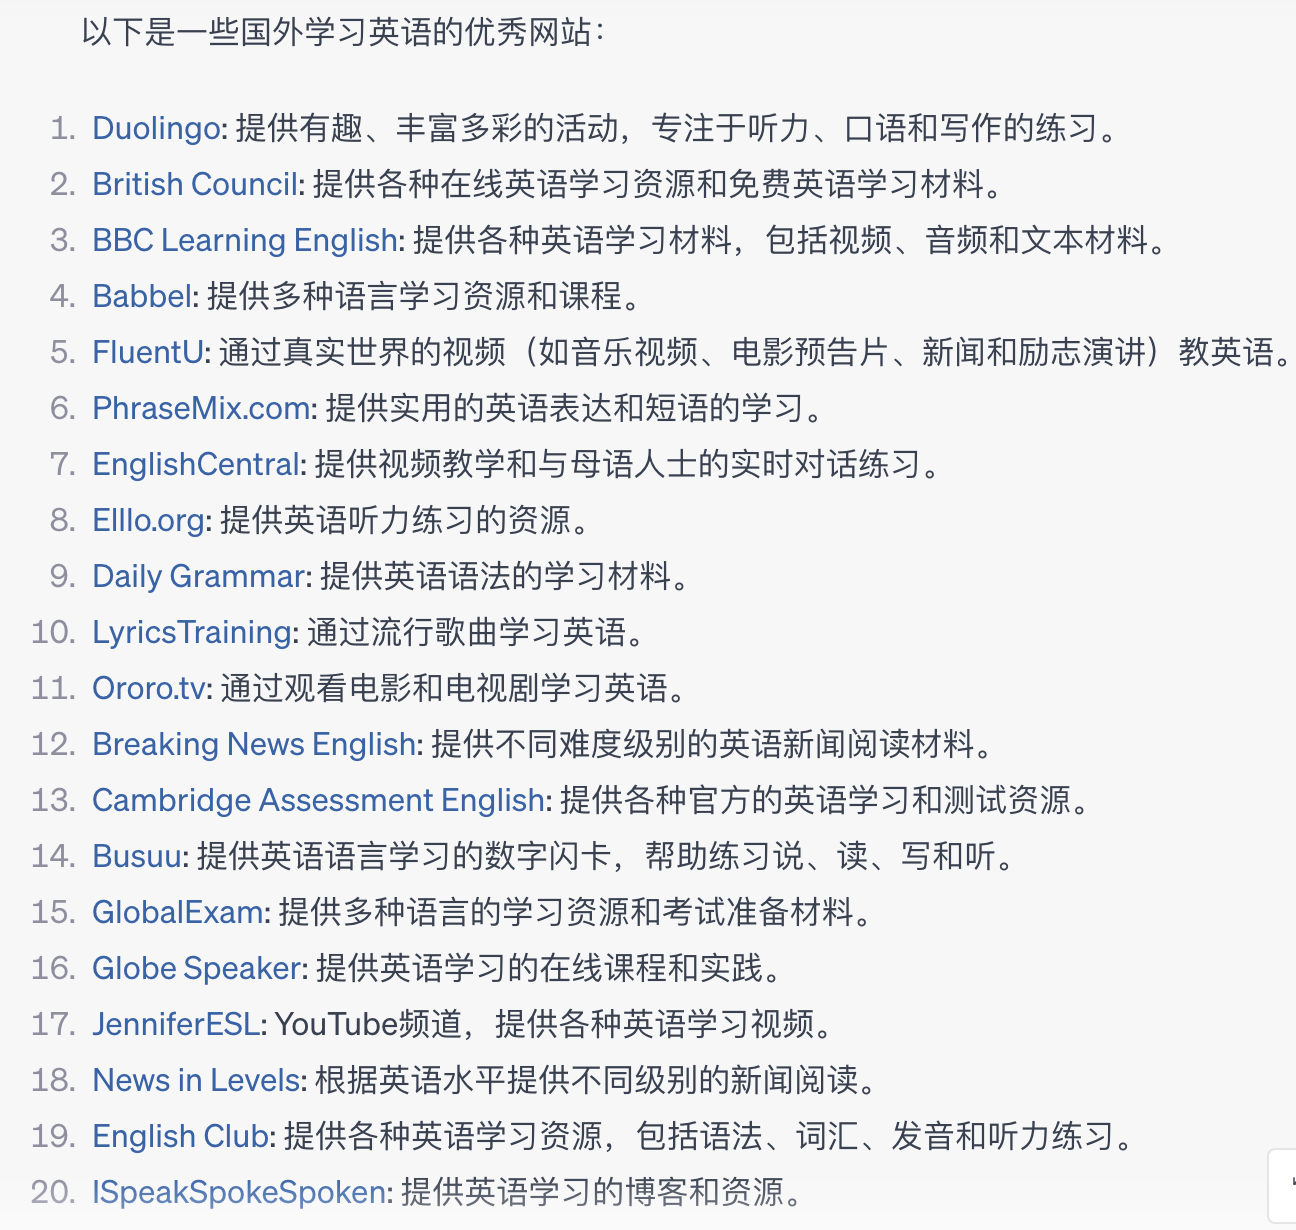 以下是一些国外学习英语的优秀网站：
1. Duolingo: 提供有趣、丰富多彩的活动，专注于听力、口语和写作的练习。
2. British Council: 提供各种在线英语学习资源和免费英语学习材料。
3. BBC Learning English: 提供各种英语学习材料，包括视频、音频和文本材料。
4. Babbel: 提供多种语言学习资源和课程。
5. FluentU: 通过真实世界的视频（如音乐视频、电影预告片、新闻和励志演讲）教英语。
6. PhraseMix.com: 提供实用的英语表达和短语的学习。
7. EnglishCentral: 提供视频教学和与母语人士的实时对话练习。
8. Elllo.org: 提供英语听力练习的资源。
9. Daily Grammar: 提供英语语法的学习材料。
10. LyricsTraining: 通过流行歌曲学习英语。
11. Ororo.tv: 通过观看电影和电视剧学习英语。
12. Breaking News English: 提供不同难度级别的英语新闻阅读材料。
13. Cambridge Assessment English: 提供各种官方的英语学习和测试资源。
14. Busuu: 提供英语语言学习的数字闪卡，帮助练习说、读、写和听。
15. GlobalExam: 提供多种语言的学习资源和考试准备材料。
16. Globe Speaker: 提供英语学习的在线课程和实践。
17. JenniferESL: YouTube频道，提供各种英语学习视频。
18. News in Levels: 根据英语水平提供不同级别的新闻阅读。
19. English Club: 提供各种英语学习资源，包括语法、词汇、发音和听力练习。
20. ISpeakSpokeSpoken: 提供英语学习的博客和资源。